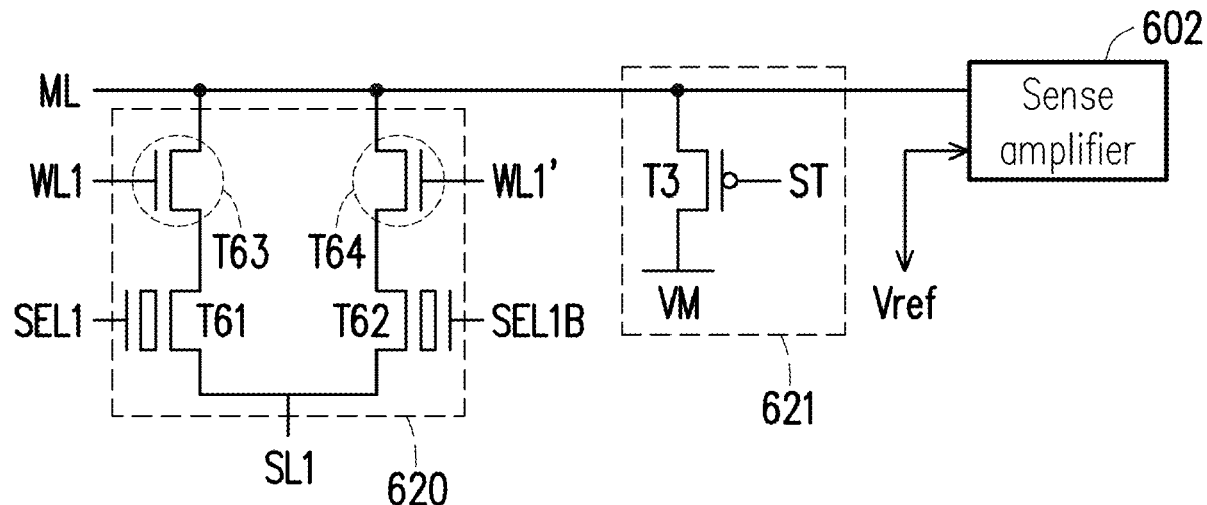 602
ML
Sense
amplifier
WL1
WL1'
T3
ST
T63
T64
SEL1
T61
T62
SEL1B
VM
Vref
621
SL1
620